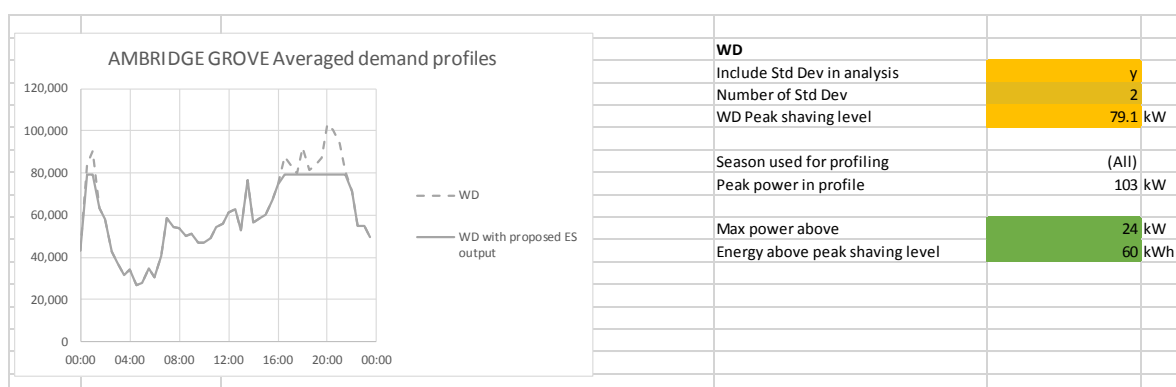 AMBRIDGE GROVE Averaged demand profiles
120,000
100,000
80,000
60,000
40,000
20,000
0
00:00 04:00 08:00 12:00 16:00 20:00 00:00
WD
WD with proposed ES
output
WD
Include Std Dev in analysis y
Number of Std Dev 2
WD Peak shaving level 79.1 kW
Season used for profiling (All)
Peak power in profile 103 kW
Max power above 24 kW
Energy above peak shaving level 60 kWh